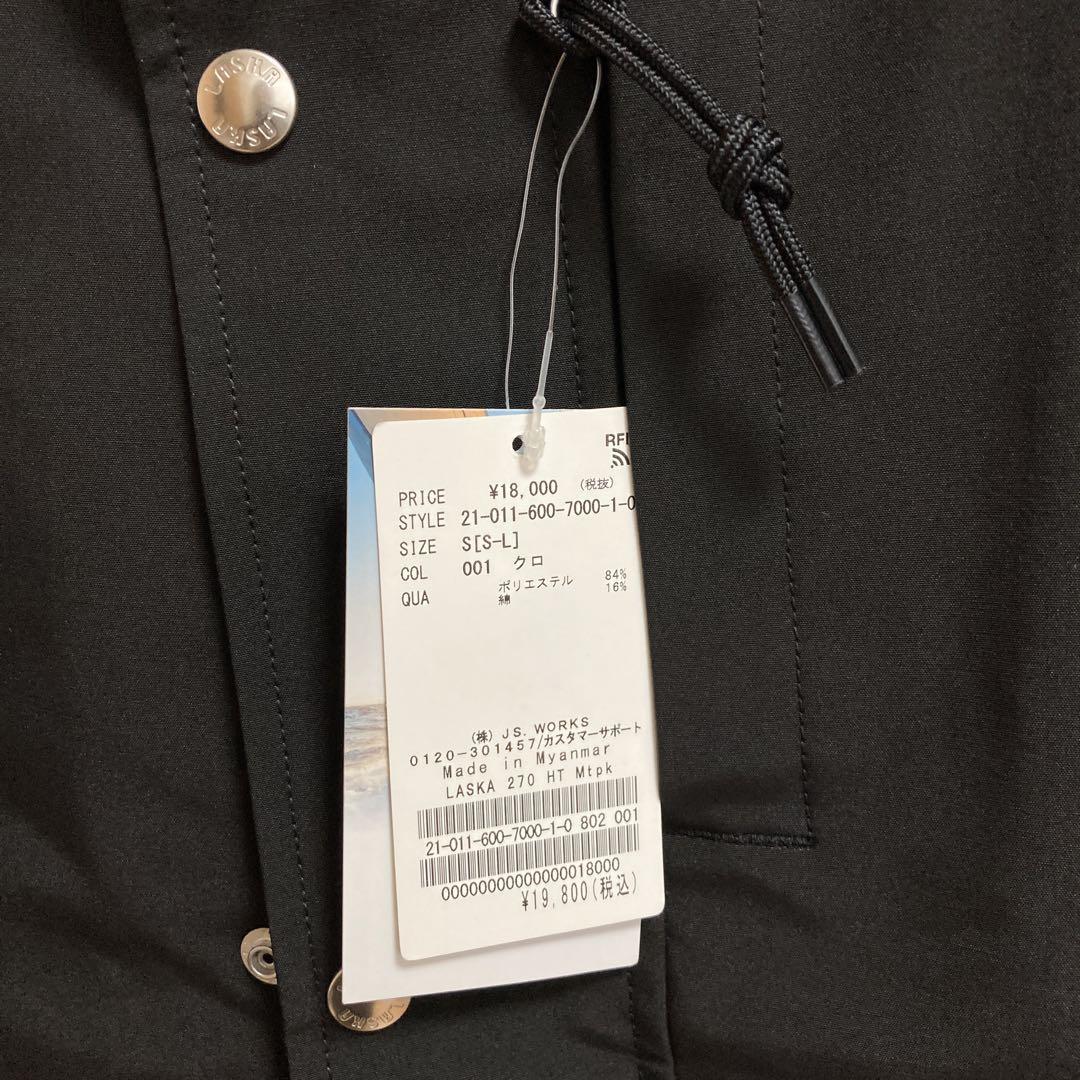 LASKA LASKA
RFI
PRICE ¥18,000 (税抜)
STYLE 21-011-600-7000-1-0
SIZE S[S-L]
COL 001 クロ
QUA ポリエステル 84%
綿 16%
(株) JS. WORKS
0120-301457/カスタマーサポート
Made in Myanmar
LASKA 270 HT Mtpk
21-011-600-7000-1-0 802 001
00000000000000018000
¥19,800(税込)
LASKA